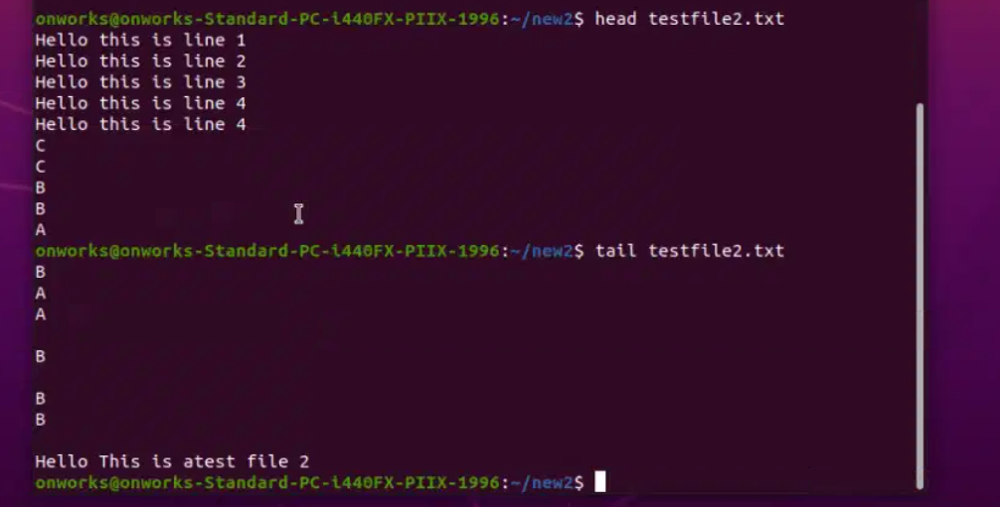 onworks@onworks-Standard-PC-i440FX-PIIX-1996:~/new2$ head testfile2.txt
Hello this is line 1
Hello this is line 2
Hello this is line 3
Hello this is line 4
Hello this is line 4
C
C
B
B
A
onworks@onworks-Standard-PC-i440FX-PIIX-1996:~/new2$ tail testfile2.txt
B
A
A
B
B
B
Hello This is atest file 2
onworks@onworks-Standard-PC-i440FX-PIIX-1996:~/new2$